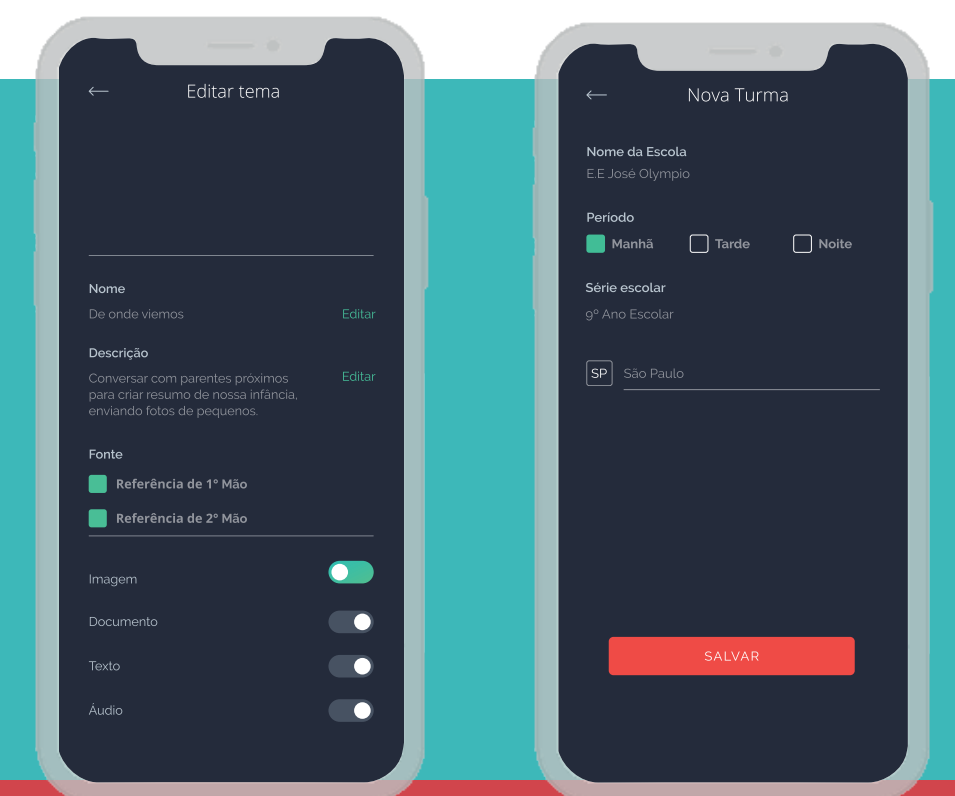 Editar tema
Nome
De onde viemos
Editar
Descrição
Conversar com parentes próximos
para criar resumo de nossa infância,
enviando fotos de pequenos.
Editar
Fonte
Referência de 1º Mão
Referência de 2º Mão
Imagem
Documento
Texto
Áudio
Nova Turma
Nome da Escola
E.E José Olympio
Período
Manhã
Tarde
Noite
Série escolar
9º Ano Escolar
SP
São Paulo
SALVAR